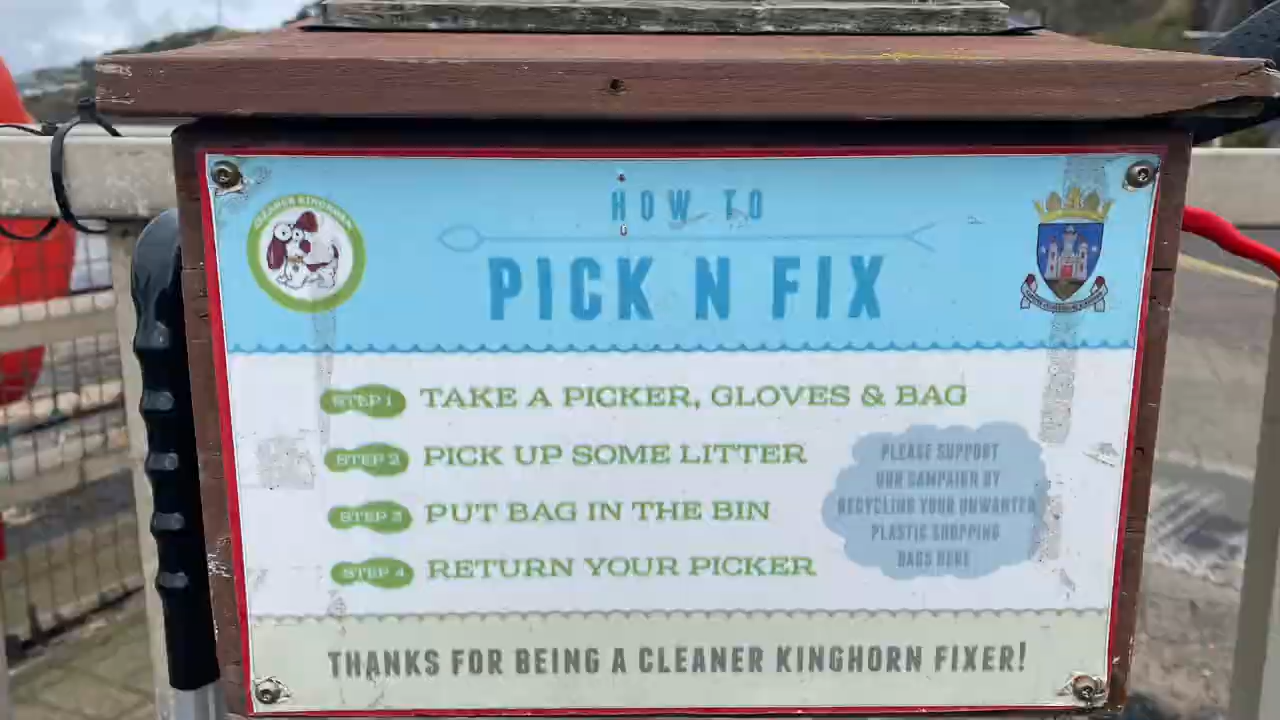 CLEANER KINGHORN
HOW TO
PICK N FIX
STEP 1 TAKE A PICKER, GLOVES & BAG
STEP 2 PICK UP SOME LITTER
STEP 3 PUT BAG IN THE BIN
STEP 4 RETURN YOUR PICKER
PLEASE SUPPORT
OUR CAMPAIGN BY
RECYCLING YOUR UNWANTED
PLASTIC SHOPPING
BAGS HERE
THANKS FOR BEING A CLEANER KINGHORN FIXER!